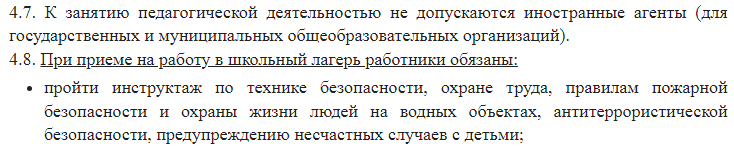 4.7. К занятию педагогической деятельностью не допускаются иностранные агенты (для
государственных и муниципальных общеобразовательных организаций).
4.8. При приеме на работу в школьный лагерь работники обязаны:
• пройти инструктаж по технике безопасности, охране труда, правилам пожарной
безопасности и охраны жизни людей на водных объектах, антитеррористической
безопасности, предупреждению несчастных случаев с детьми;